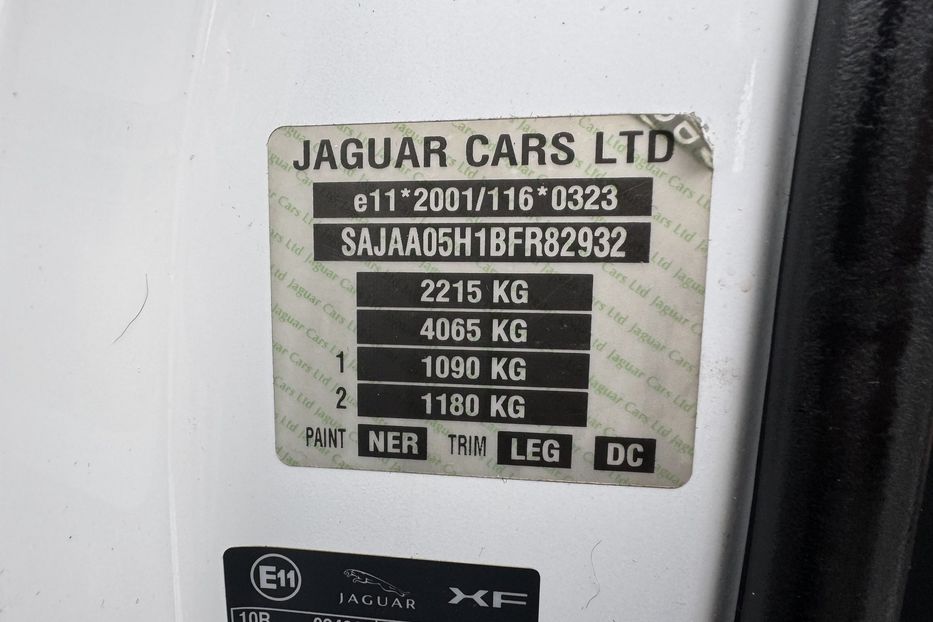 JAGUAR CARS LTD
e11*2001/116*0323
SAJAA05H1BFR82932
2215 KG
4065 KG
1 1090 KG
2 1180 KG
PAINT NER TRIM LEG DC
E11 JAGUAR XF
10R